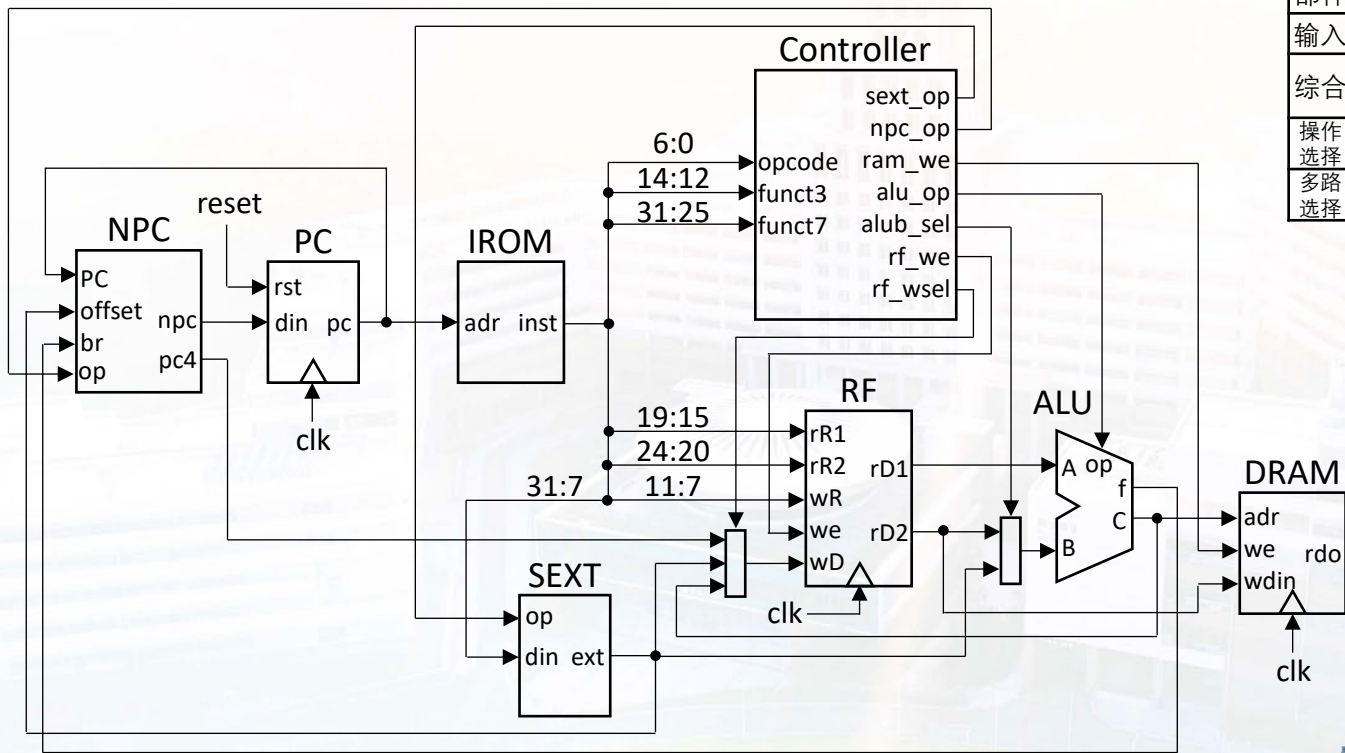 Controller
sext_op
npc_op
ram_we
alu_op
alub_sel
rf_we
rf_wsel
opcode
funct3
funct7
6:0
14:12
31:25
reset
NPC
PC
offset
br
op
npc
pc4
PC
rst
din
pc
clk
IROM
adr
inst
19:15
24:20
31:7
11:7
RF
rR1
rR2
wR
we
wD
rD1
rD2
clk
SEXT
op
din
ext
ALU
A
op
f
C
B
DRAM
adr
we
wdin
rdo
clk
输入
综合
操作
选择
多路
选择